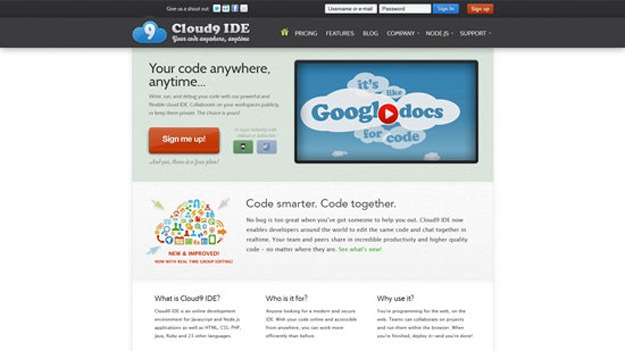 Give us a shout out:
Username or e-mail
Password
Sign in
Sign up
9
Cloud9 IDE
Your code anywhere, anytime
PRICING
FEATURES
BLOG
COMPANY
NODE.JS
SUPPORT
Your code anywhere,
anytime...
Write, run, and debug your code with our powerful and
flexible cloud IDE. Collaborate on your workspaces publicly,
or keep them private. The choice is yours!
Sign me up!
Or login instantly with
GitHub or BitBucket
And yes, there is a free plan!
it's
like
Google docs
for
code
Code smarter. Code together.
No bug is too great when you've got someone to help you out. Cloud9 IDE now
enables developers around the world to edit the same code and chat together in
realtime. Your team and peers share in incredible productivity and higher quality
code – no matter where they are. See what's new!
NEW & IMPROVED!
NOW WITH REAL TIME GROUP EDITING!
What is Cloud9 IDE?
Cloud9 IDE is an online development
environment for Javascript and Node.js
applications as well as HTML, CSS, PHP,
Java, Ruby and 23 other languages.
Who is it for?
Anyone looking for a modern and secure
IDE. With your code online and accessible
from anywhere, you can work more
efficiently than before.
Why use it?
You're programming for the web, on the
web. Teams can collaborate on projects
and run them within the browser. When
you're finished, deploy it—and you're done!